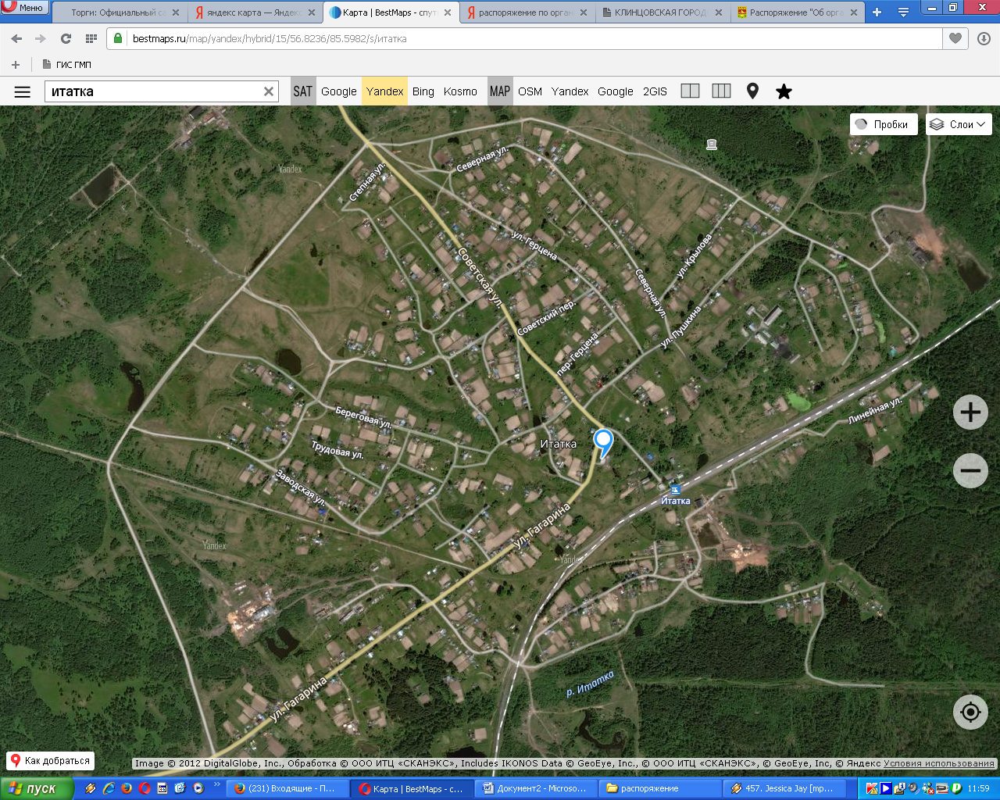 Меню
Торги: Официальный са
яндекс карта — Яндекс
Карта | BestMaps - спут
распоряжение по орган
КЛИНЦОВСКАЯ ГОРОД
Распоряжение "Об орга
bestmaps.ru/map/yandex/hybrid/15/56.8236/85.5982/s/итатка
ГИС ГМП
итатка
SAT Google Yandex Bing Kosmo MAP OSM Yandex Google 2GIS
Пробки
Слои
Yandex
Степная ул.
Северная ул.
ул. Герцена
Советская ул.
ул. Крылова
Северная ул.
Советский пер.
ул. Пушкина
пер. Герцена
Береговая ул.
Линейная ул.
Итатка
Трудовая ул.
Заводская ул.
Итатка
ул. Гагарина
Yandex
Yandex
р. Итатка
ул. Гагарина
Как добраться
Image © 2012 DigitalGlobe, Inc., Обработка © ООО ИТЦ «СКАНЭКС», Includes IKONOS Data © GeoEye, Inc., © ООО ИТЦ «СКАНЭКС», © GeoEye, Inc, © Яндекс Условия использования
пуск
(231) Входящие - П...
Карта | BestMaps - с...
Документ2 - Microso...
распоряжение
457. Jessica Jay [mp...
11:59